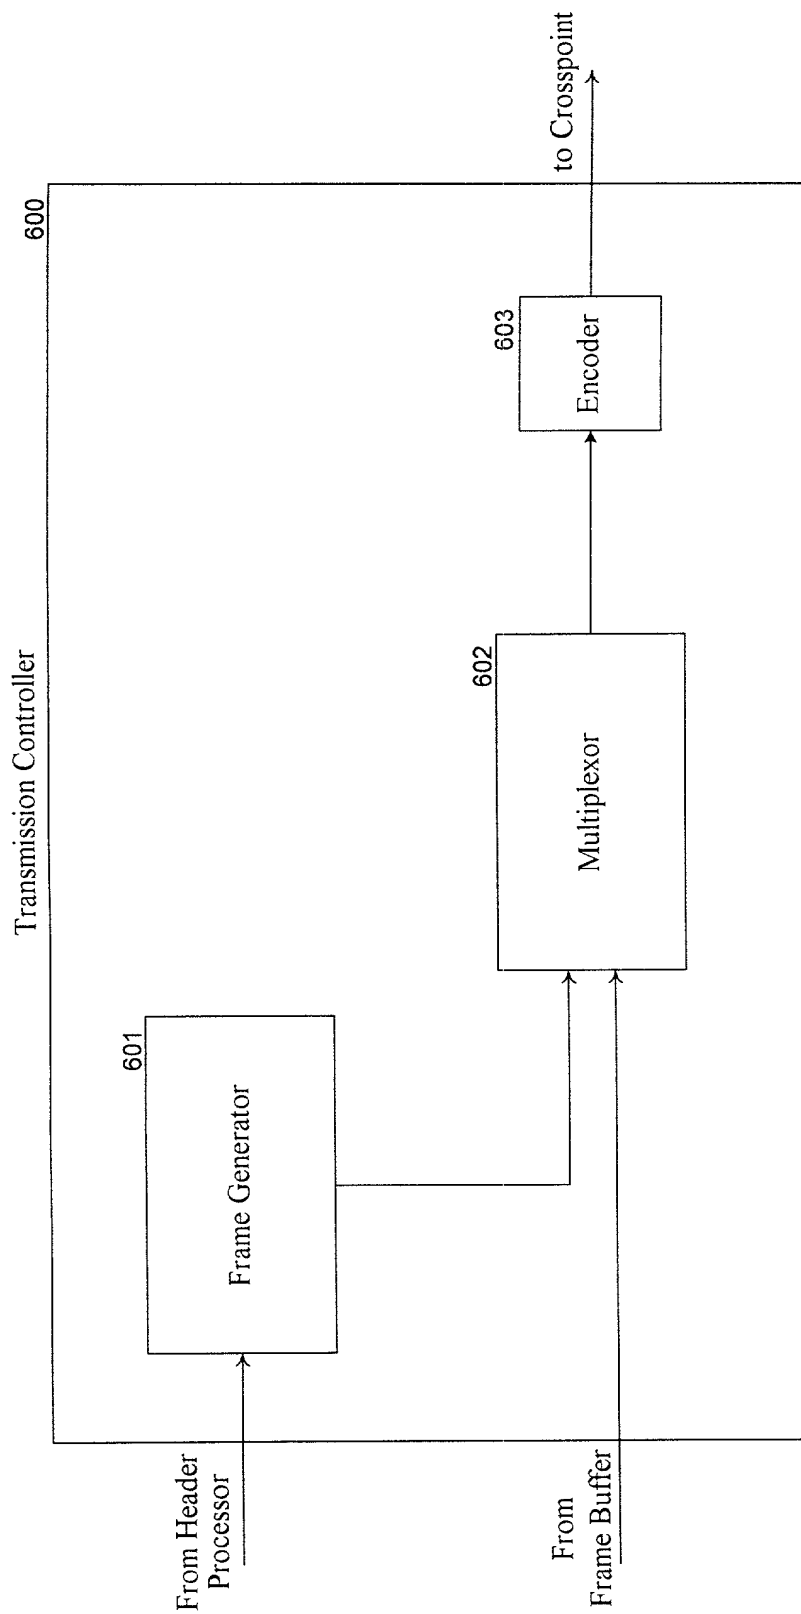 Transmission Controller
600
From Header
Processor
601
Frame Generator
From
Frame Buffer
602
Multiplexor
603
Encoder
to Crosspoint